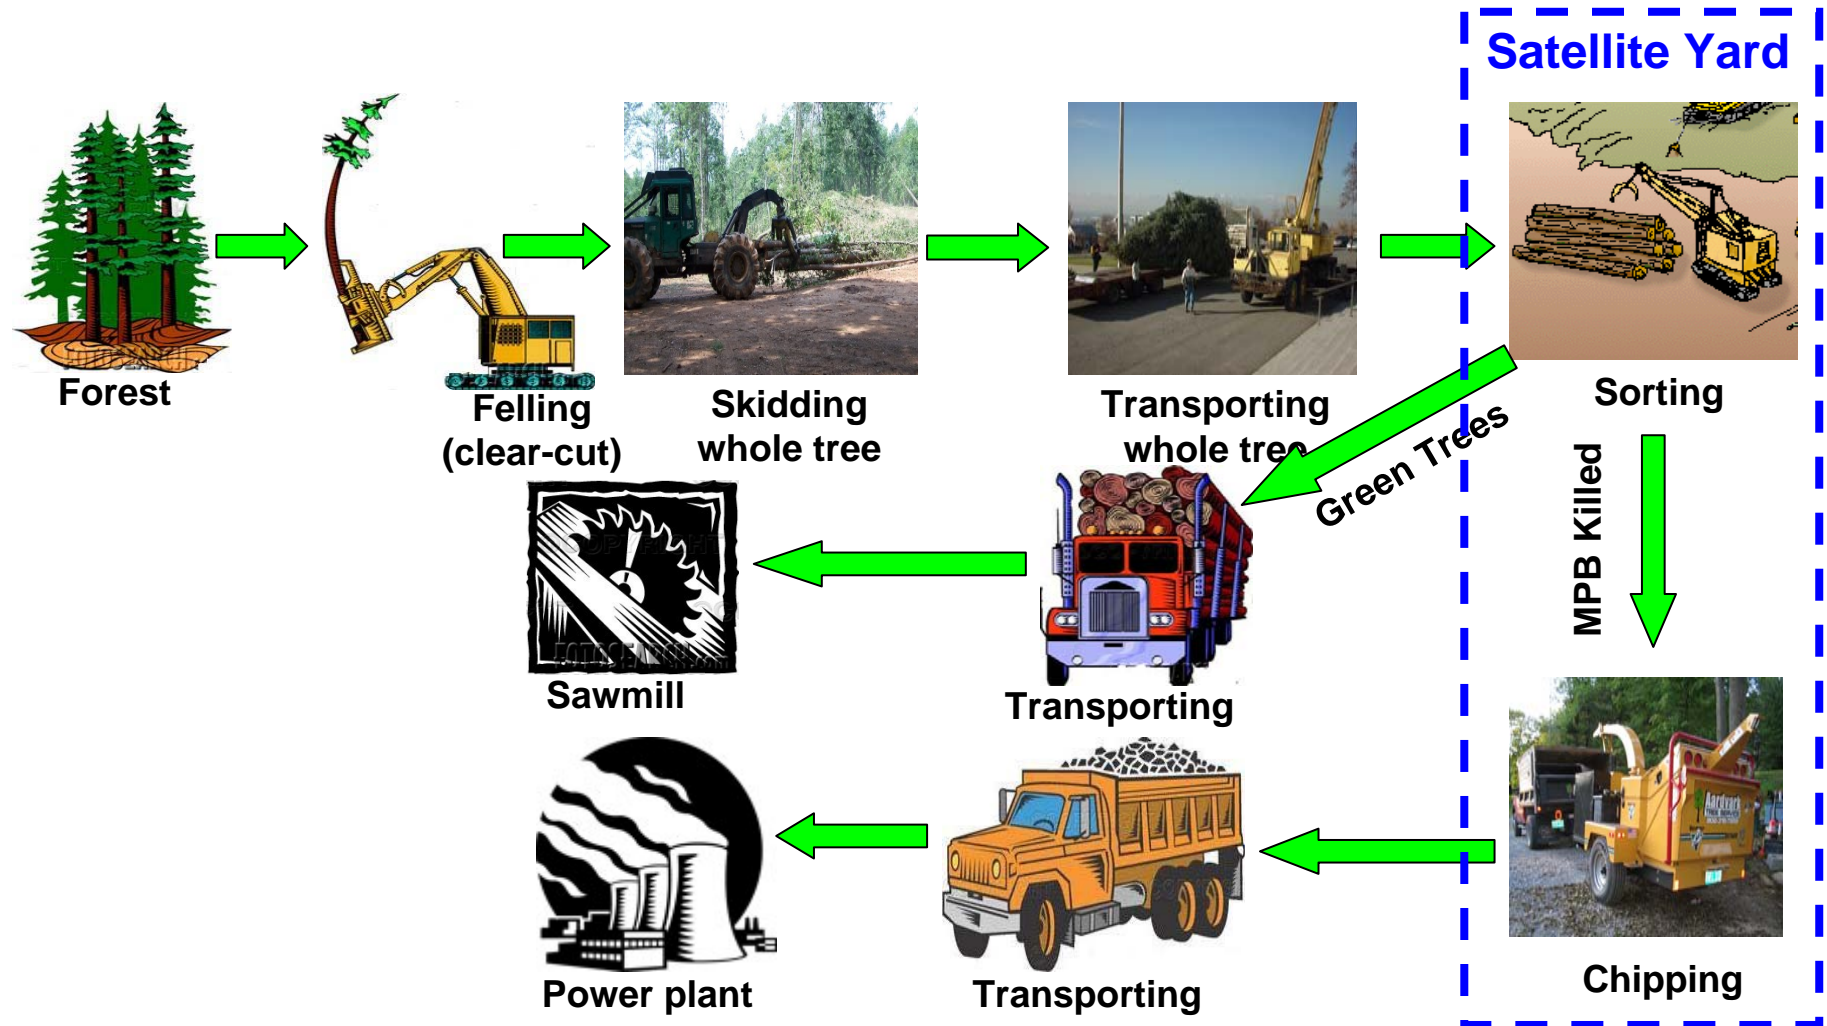 Satellite Yard
Forest
Felling
(clear-cut)
Skidding
whole tree
Transporting
whole tree
Sorting
Green Trees
MPB Killed
Sawmill
Transporting
Power plant
Transporting
Chipping
Aardvark